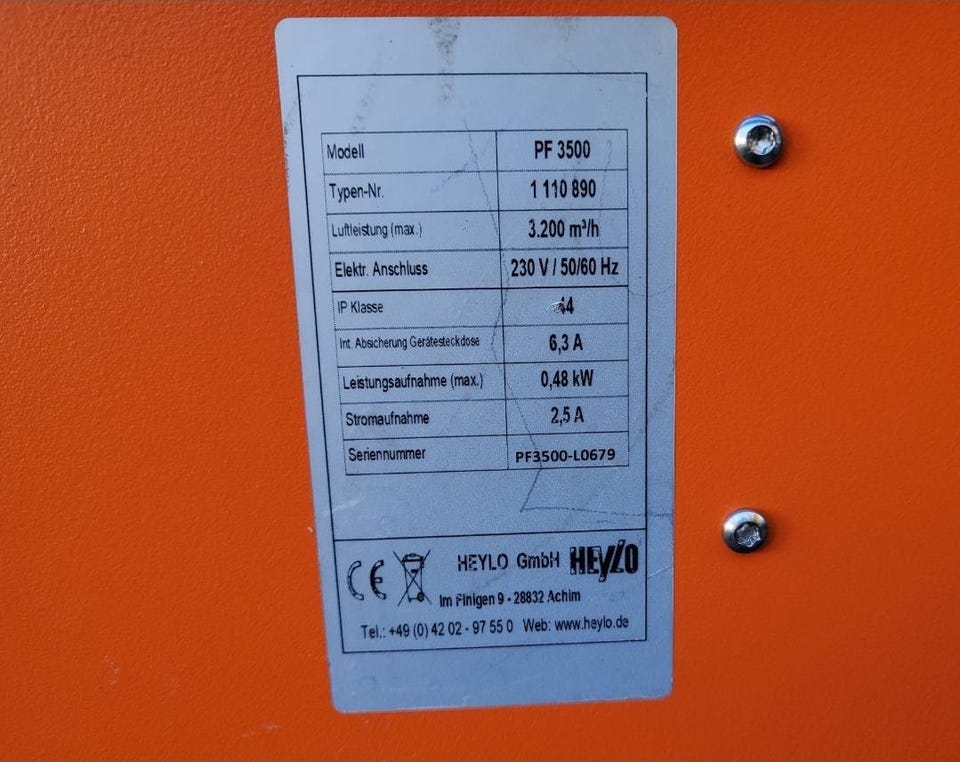 Modell PF 3500
Typen-Nr. 1 110 890
Luftleistung (max.) 3.200 m³/h
Elektr. Anschluss 230 V / 50/60 Hz
IP Klasse 44
Int. Absicherung Gerätesteckdose 6,3 A
Leistungsaufnahme (max.) 0,48 kW
Stromaufnahme 2,5 A
Seriennummer PF3500-L0679
CE HEYLO GmbH HEYLO
Im Finigen 9 - 28832 Achim
Tel.: +49 (0) 42 02 - 97 55 0 Web: www.heylo.de